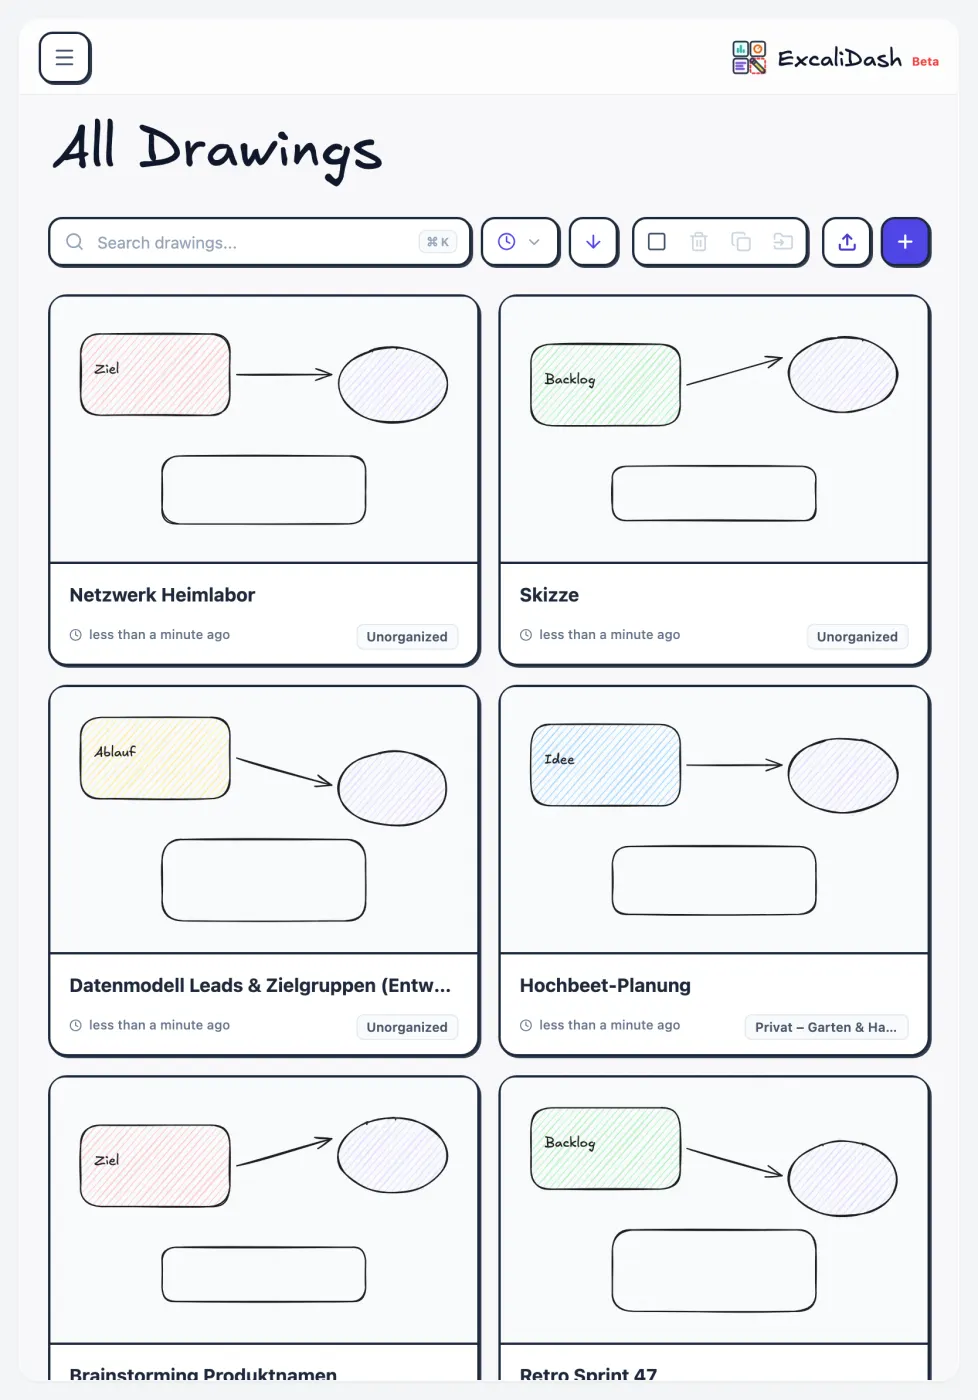 ExcaliDash Beta
All Drawings
Search drawings... ⌘ K
Ziel
Backlog
Netzwerk Heimlabor
less than a minute ago
Unorganized
Skizze
less than a minute ago
Unorganized
Ablauf
Idee
Datenmodell Leads & Zielgruppen (Entw...
less than a minute ago
Unorganized
Hochbeet-Planung
less than a minute ago
Privat – Garten & Ha...
Ziel
Backlog
Brainstorming Produktnamen
Retro Sprint 47